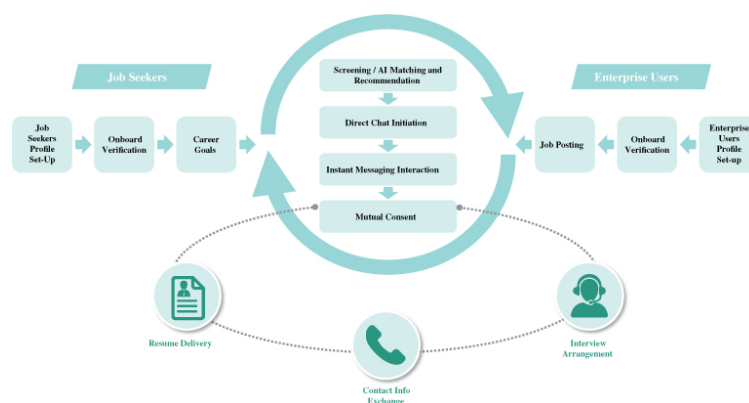 Job Seekers
Enterprise Users
Job
Seekers
Profile
Set-Up
Onboard
Verification
Career
Goals
Screening / AI Matching and
Recommendation
Direct Chat Initiation
Instant Messaging Interaction
Mutual Consent
Job Posting
Onboard
Verification
Enterprise
Users
Profile
Set-up
Resume Delivery
Contact Info
Exchange
Interview
Arrangement